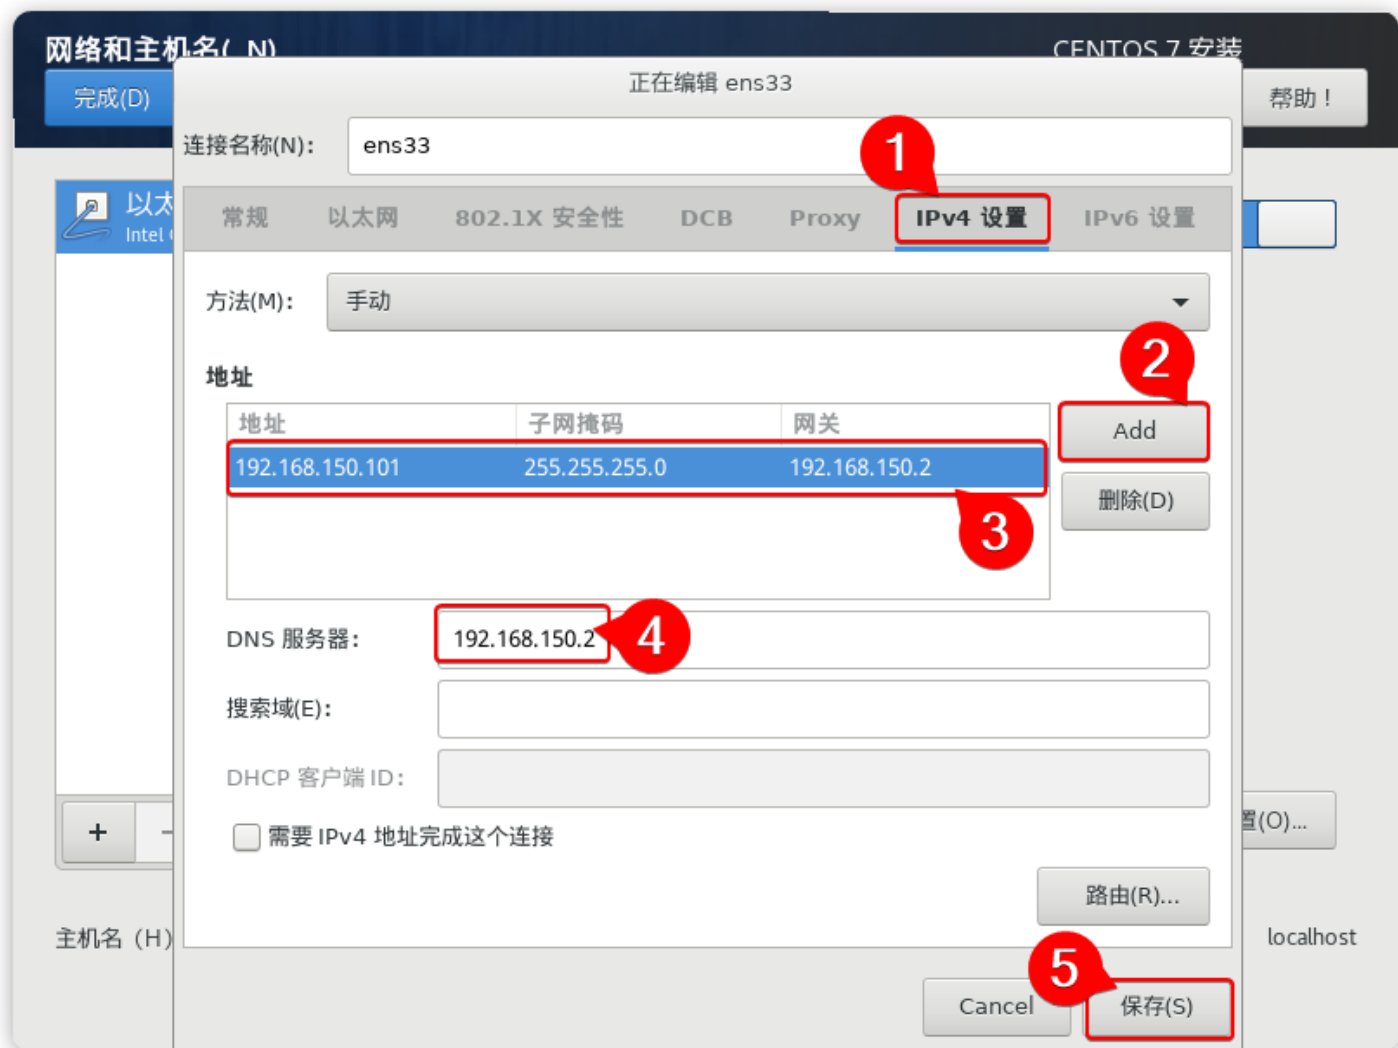 网络和主机名(_N)
CENTOS 7 安装
完成(D)
正在编辑 ens33
帮助！
连接名称(N)：
ens33
1
以太
Intel
常规
以太网
802.1X 安全性
DCB
Proxy
IPv4 设置
IPv6 设置
方法(M)：
手动
2
地址
地址
子网掩码
网关
Add
192.168.150.101
255.255.255.0
192.168.150.2
删除(D)
3
DNS 服务器：
192.168.150.2
4
搜索域(E)：
DHCP 客户端 ID：
+
−
需要 IPv4 地址完成这个连接
置(O)...
路由(R)...
主机名（H）
localhost
5
Cancel
保存(S)